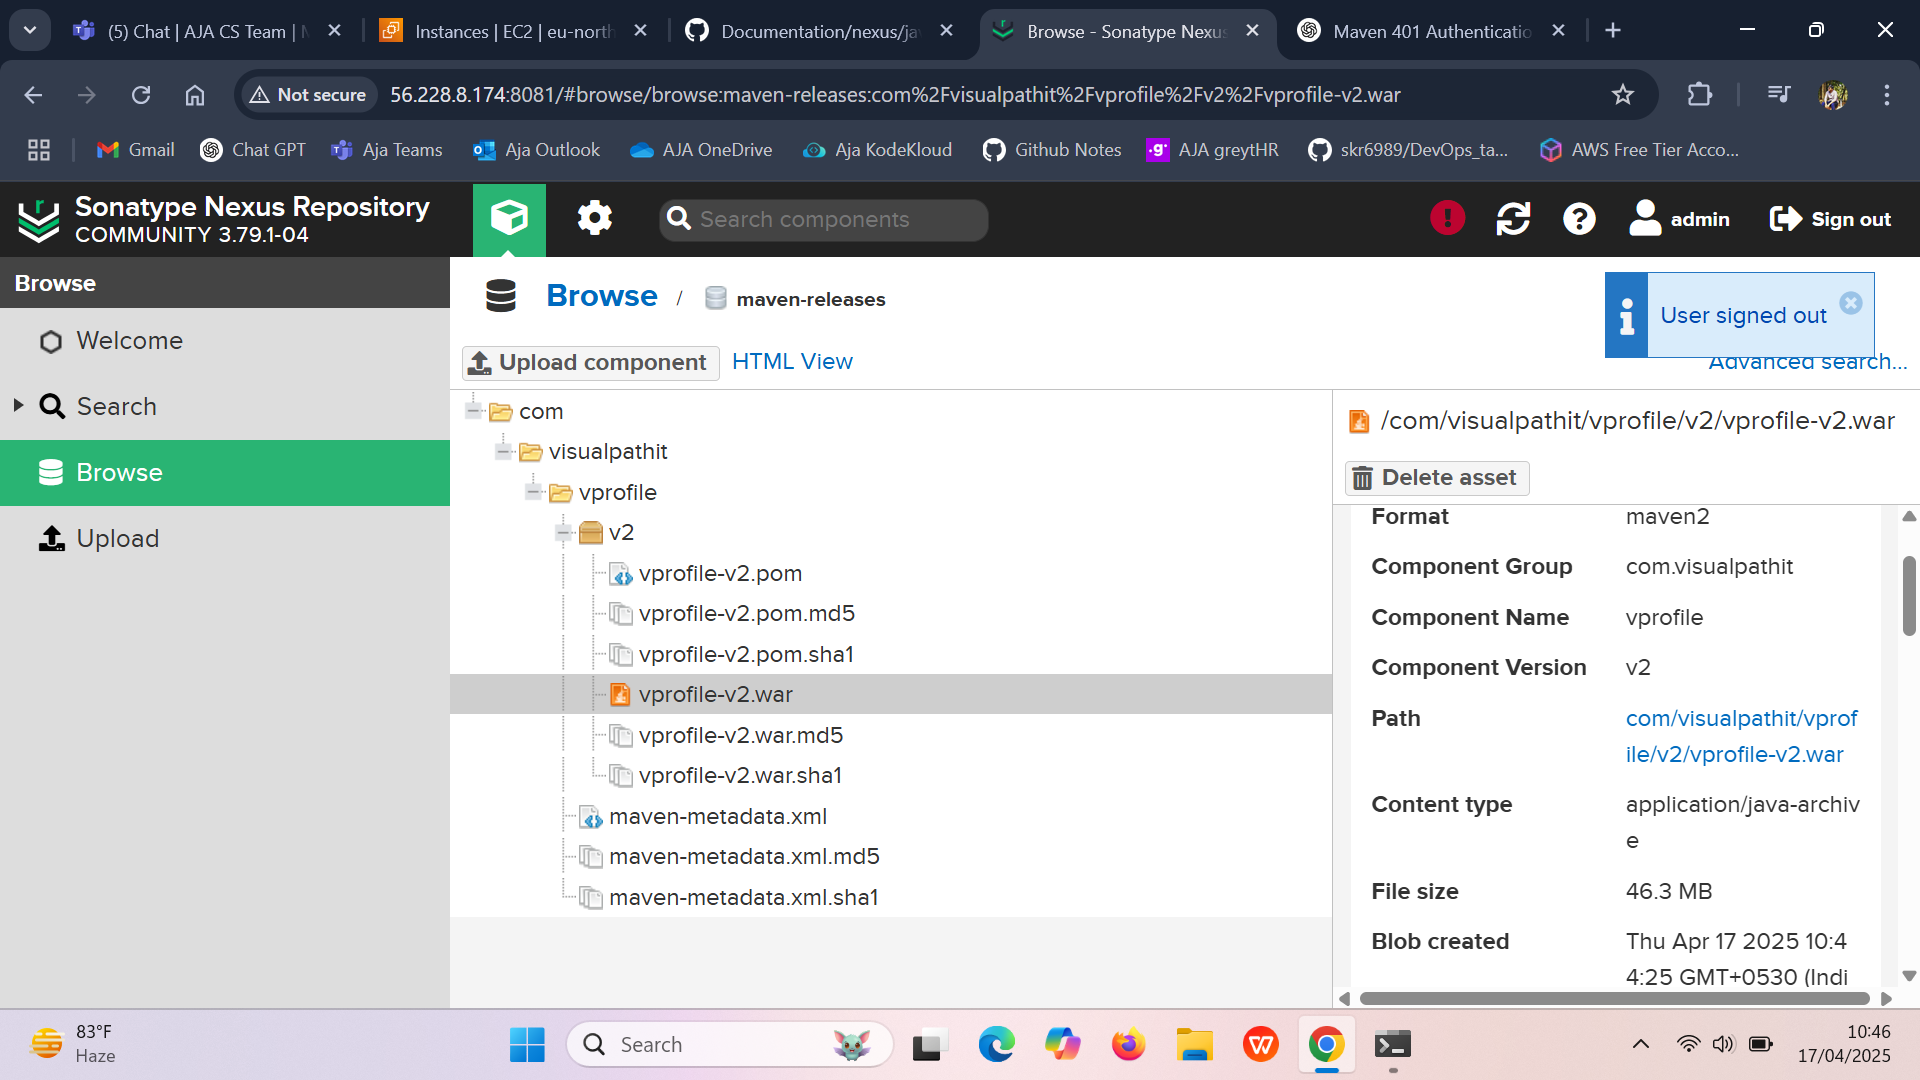 (5) Chat | AJA CS Team |
Instances | EC2 | eu-north
Documentation/nexus/ja
Browse - Sonatype Nexus
Maven 401 Authenticatio
Not secure
56.228.8.174:8081/#browse/browse:maven-releases:com%2Fvisualpathit%2Fvprofile%2Fv2%2Fvprofile-v2.war
Gmail
Chat GPT
Aja Teams
Aja Outlook
AJA OneDrive
Aja KodeKloud
Github Notes
AJA greytHR
skr6989/DevOps_ta...
AWS Free Tier Acco...
Sonatype Nexus Repository
COMMUNITY 3.79.1-04
Search components
admin
Sign out
Browse
Welcome
Search
Browse
Upload
Browse / maven-releases
User signed out
Upload component
HTML View
Advanced search...
com
visualpathit
vprofile
v2
vprofile-v2.pom
vprofile-v2.pom.md5
vprofile-v2.pom.sha1
vprofile-v2.war
vprofile-v2.war.md5
vprofile-v2.war.sha1
maven-metadata.xml
maven-metadata.xml.md5
maven-metadata.xml.sha1
/com/visualpathit/vprofile/v2/vprofile-v2.war
Delete asset
Format maven2
Component Group com.visualpathit
Component Name vprofile
Component Version v2
Path com/visualpathit/vprof
ile/v2/vprofile-v2.war
Content type application/java-archiv
e
File size 46.3 MB
Blob created Thu Apr 17 2025 10:4
4:25 GMT+0530 (Indi
83°F
Haze
Search
10:46
17/04/2025